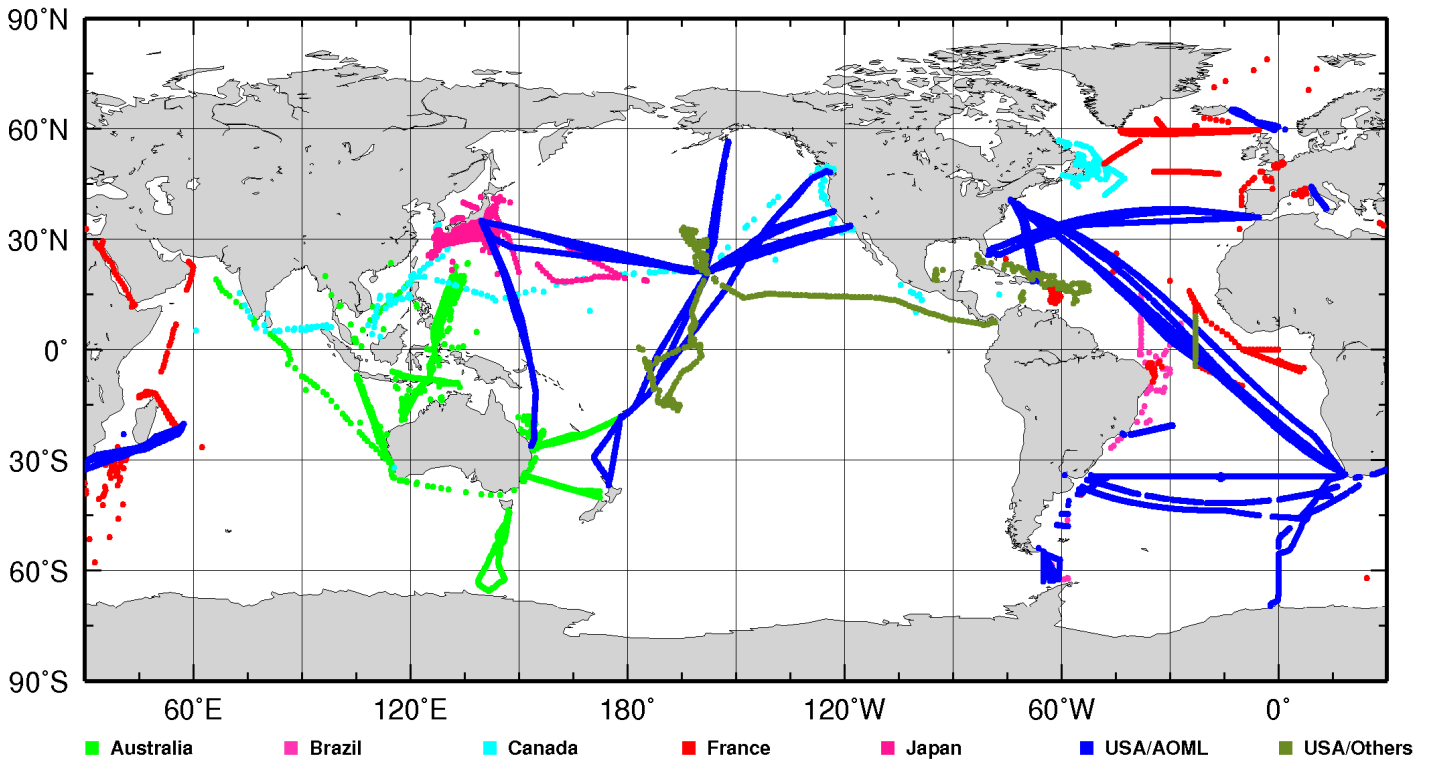 90˚N
60˚N
30˚N
0˚
30˚S
60˚S
90˚S
60˚E 120˚E 180˚ 120˚W 60˚W 0˚
Australia Brazil Canada France Japan USA/AOML USA/Others